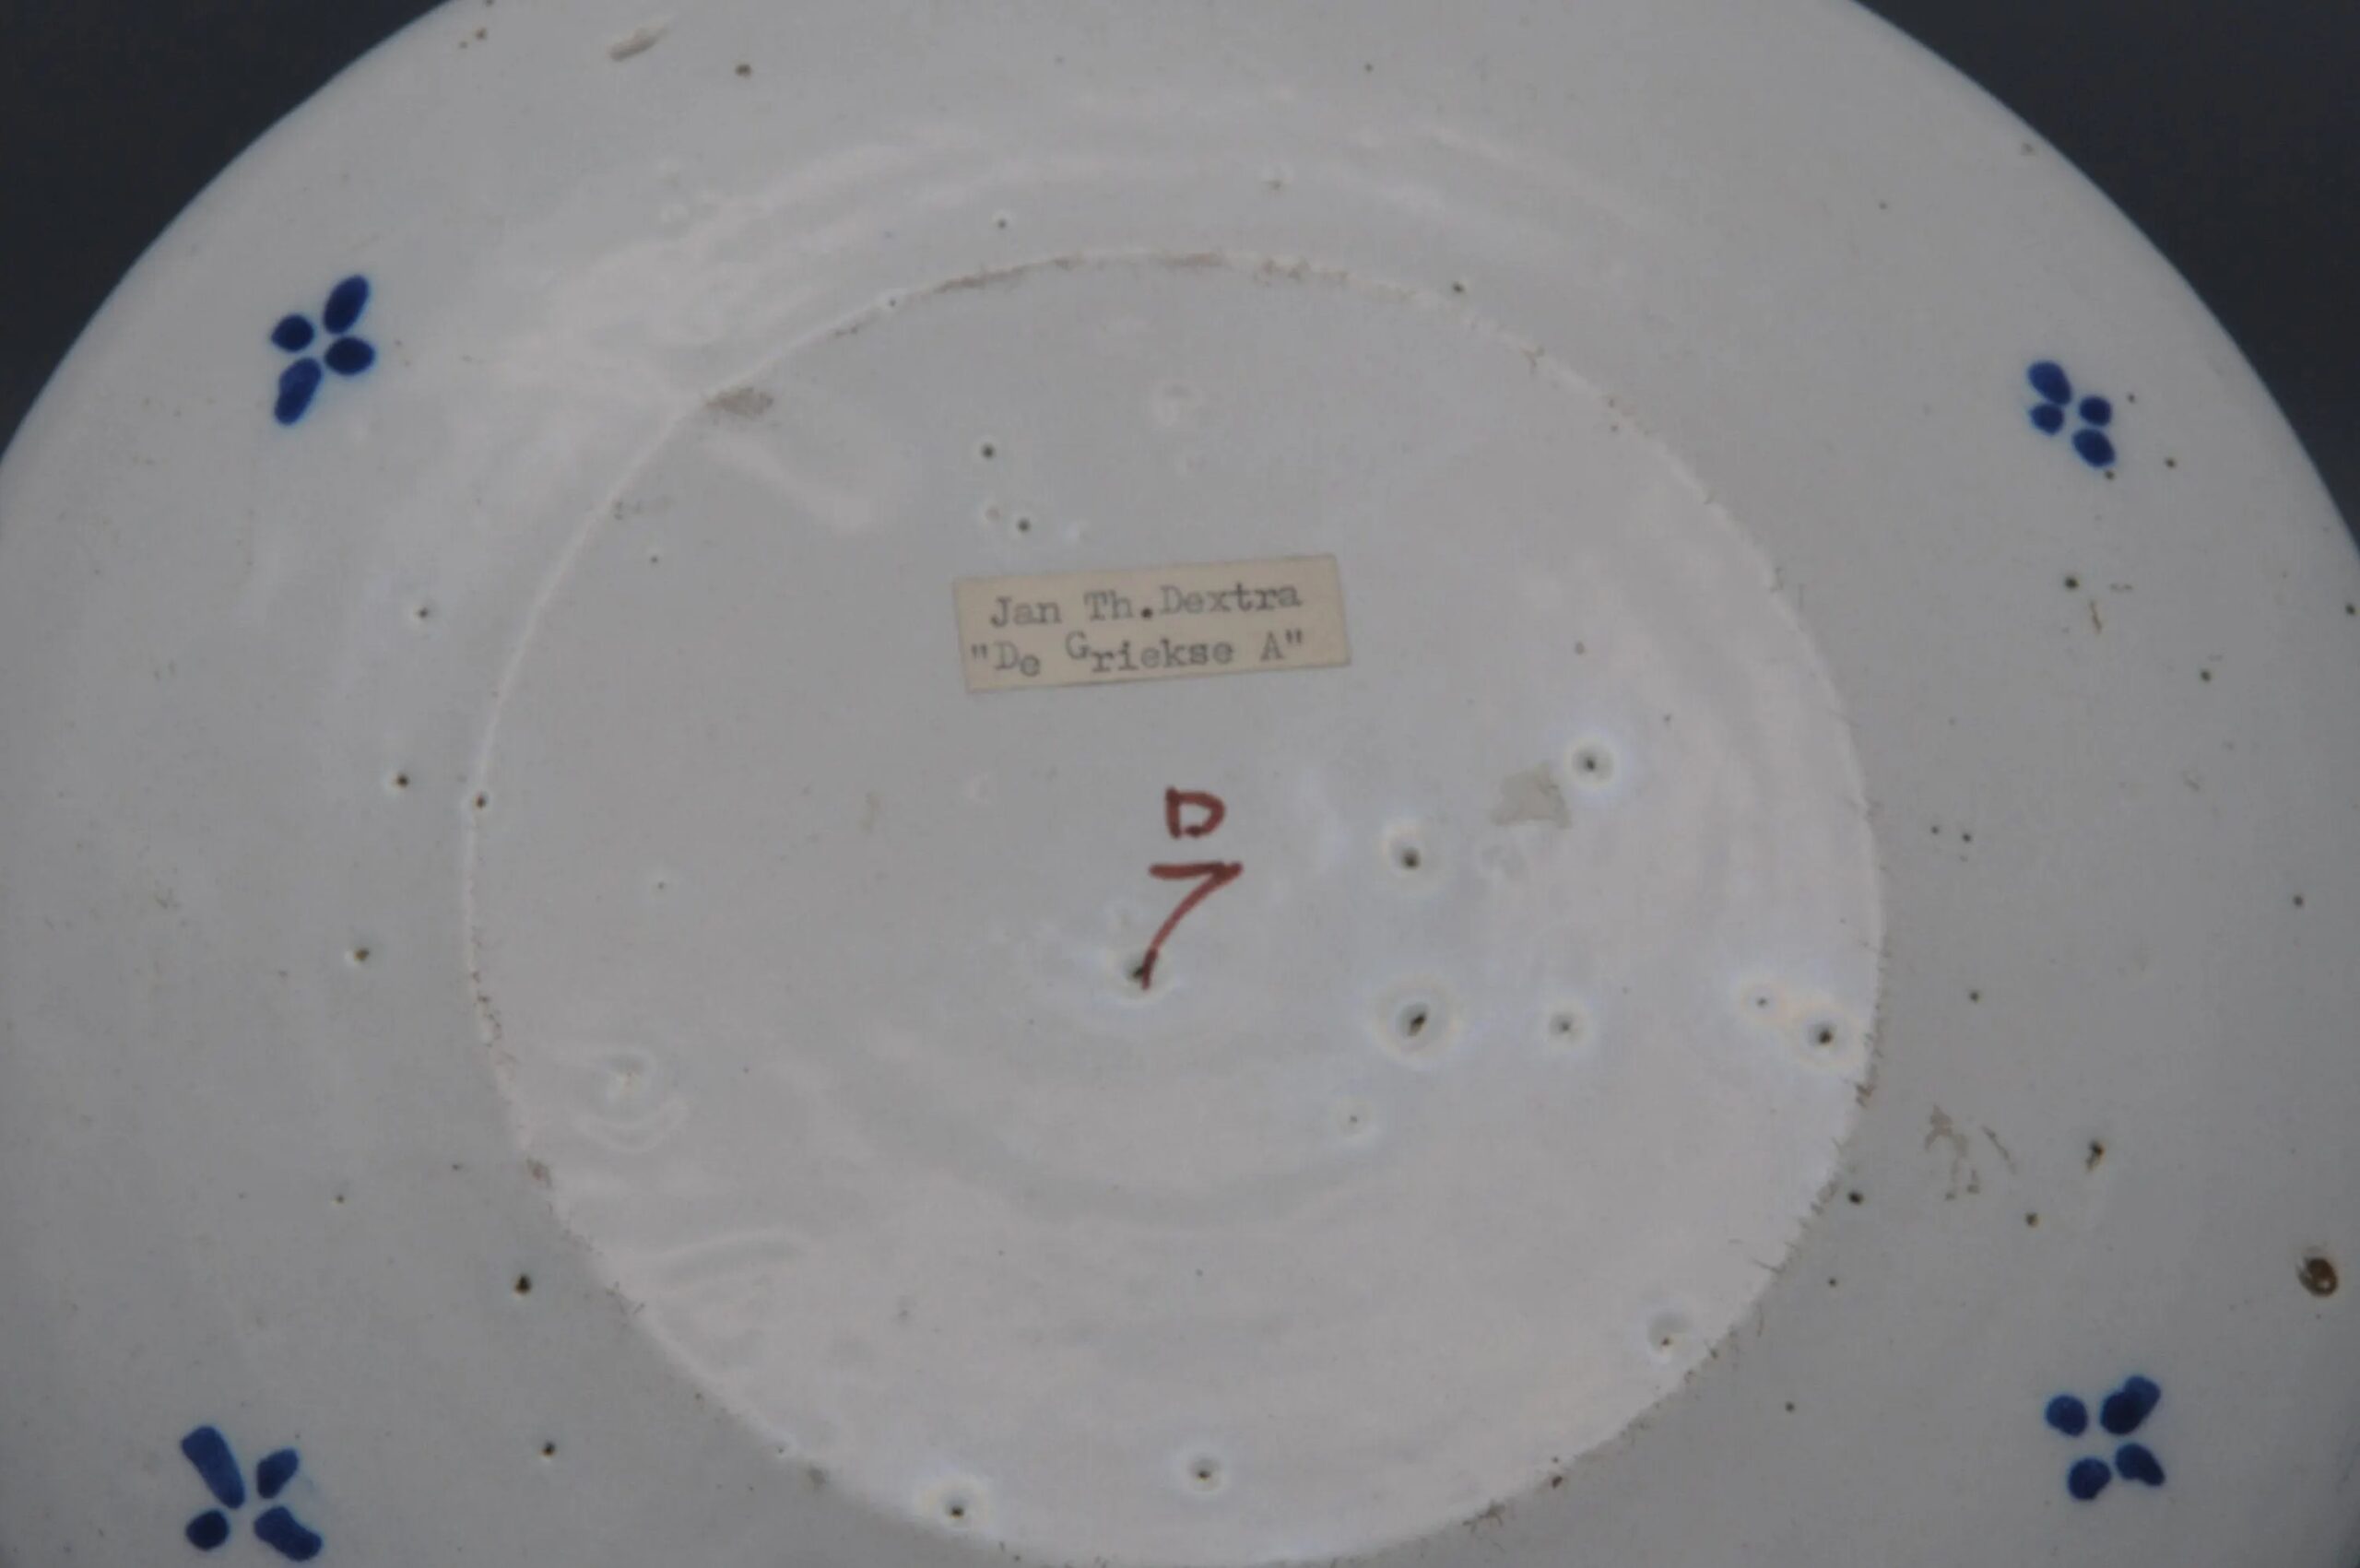 Jan Th.Dextra
"De Griekse A"
D
7